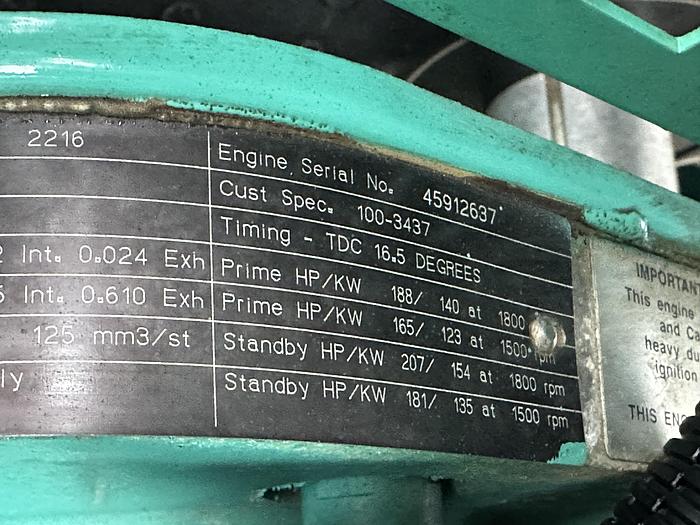 2216
2 Int. 0.024 Exh
Int. 0.610 Exh
125 mm3/st
ly
Engine Serial No. 45912637
Cust Spec. 100-3437
Timing - TDC 16.5 DEGREES
Prime HP/KW 188/ 140 at 1800
Prime HP/KW 165/ 123 at 1500 rpm
Standby HP/KW 207/ 154 at 1800 rpm
Standby HP/KW 181/ 135 at 1500 rpm
IMPORTANT
This engine
and Ca
heavy du
ignition
THIS ENG